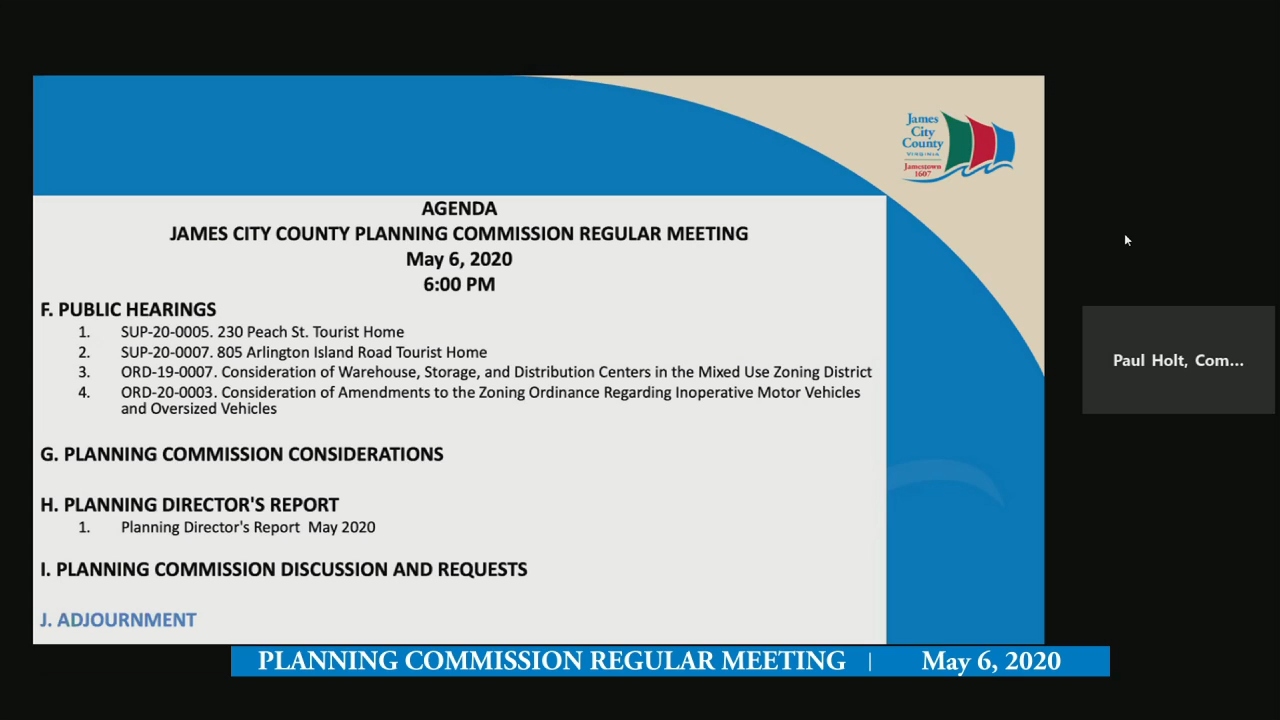 James
City
County
VIRGINIA
Jamestown
1607
AGENDA
JAMES CITY COUNTY PLANNING COMMISSION REGULAR MEETING
May 6, 2020
6:00 PM
F. PUBLIC HEARINGS
1. SUP-20-0005. 230 Peach St. Tourist Home
2. SUP-20-0007. 805 Arlington Island Road Tourist Home
3. ORD-19-0007. Consideration of Warehouse, Storage, and Distribution Centers in the Mixed Use Zoning District
4. ORD-20-0003. Consideration of Amendments to the Zoning Ordinance Regarding Inoperative Motor Vehicles
and Oversized Vehicles
G. PLANNING COMMISSION CONSIDERATIONS
H. PLANNING DIRECTOR'S REPORT
1. Planning Director's Report May 2020
I. PLANNING COMMISSION DISCUSSION AND REQUESTS
J. ADJOURNMENT
Paul Holt, Com...
PLANNING COMMISSION REGULAR MEETING | May 6, 2020